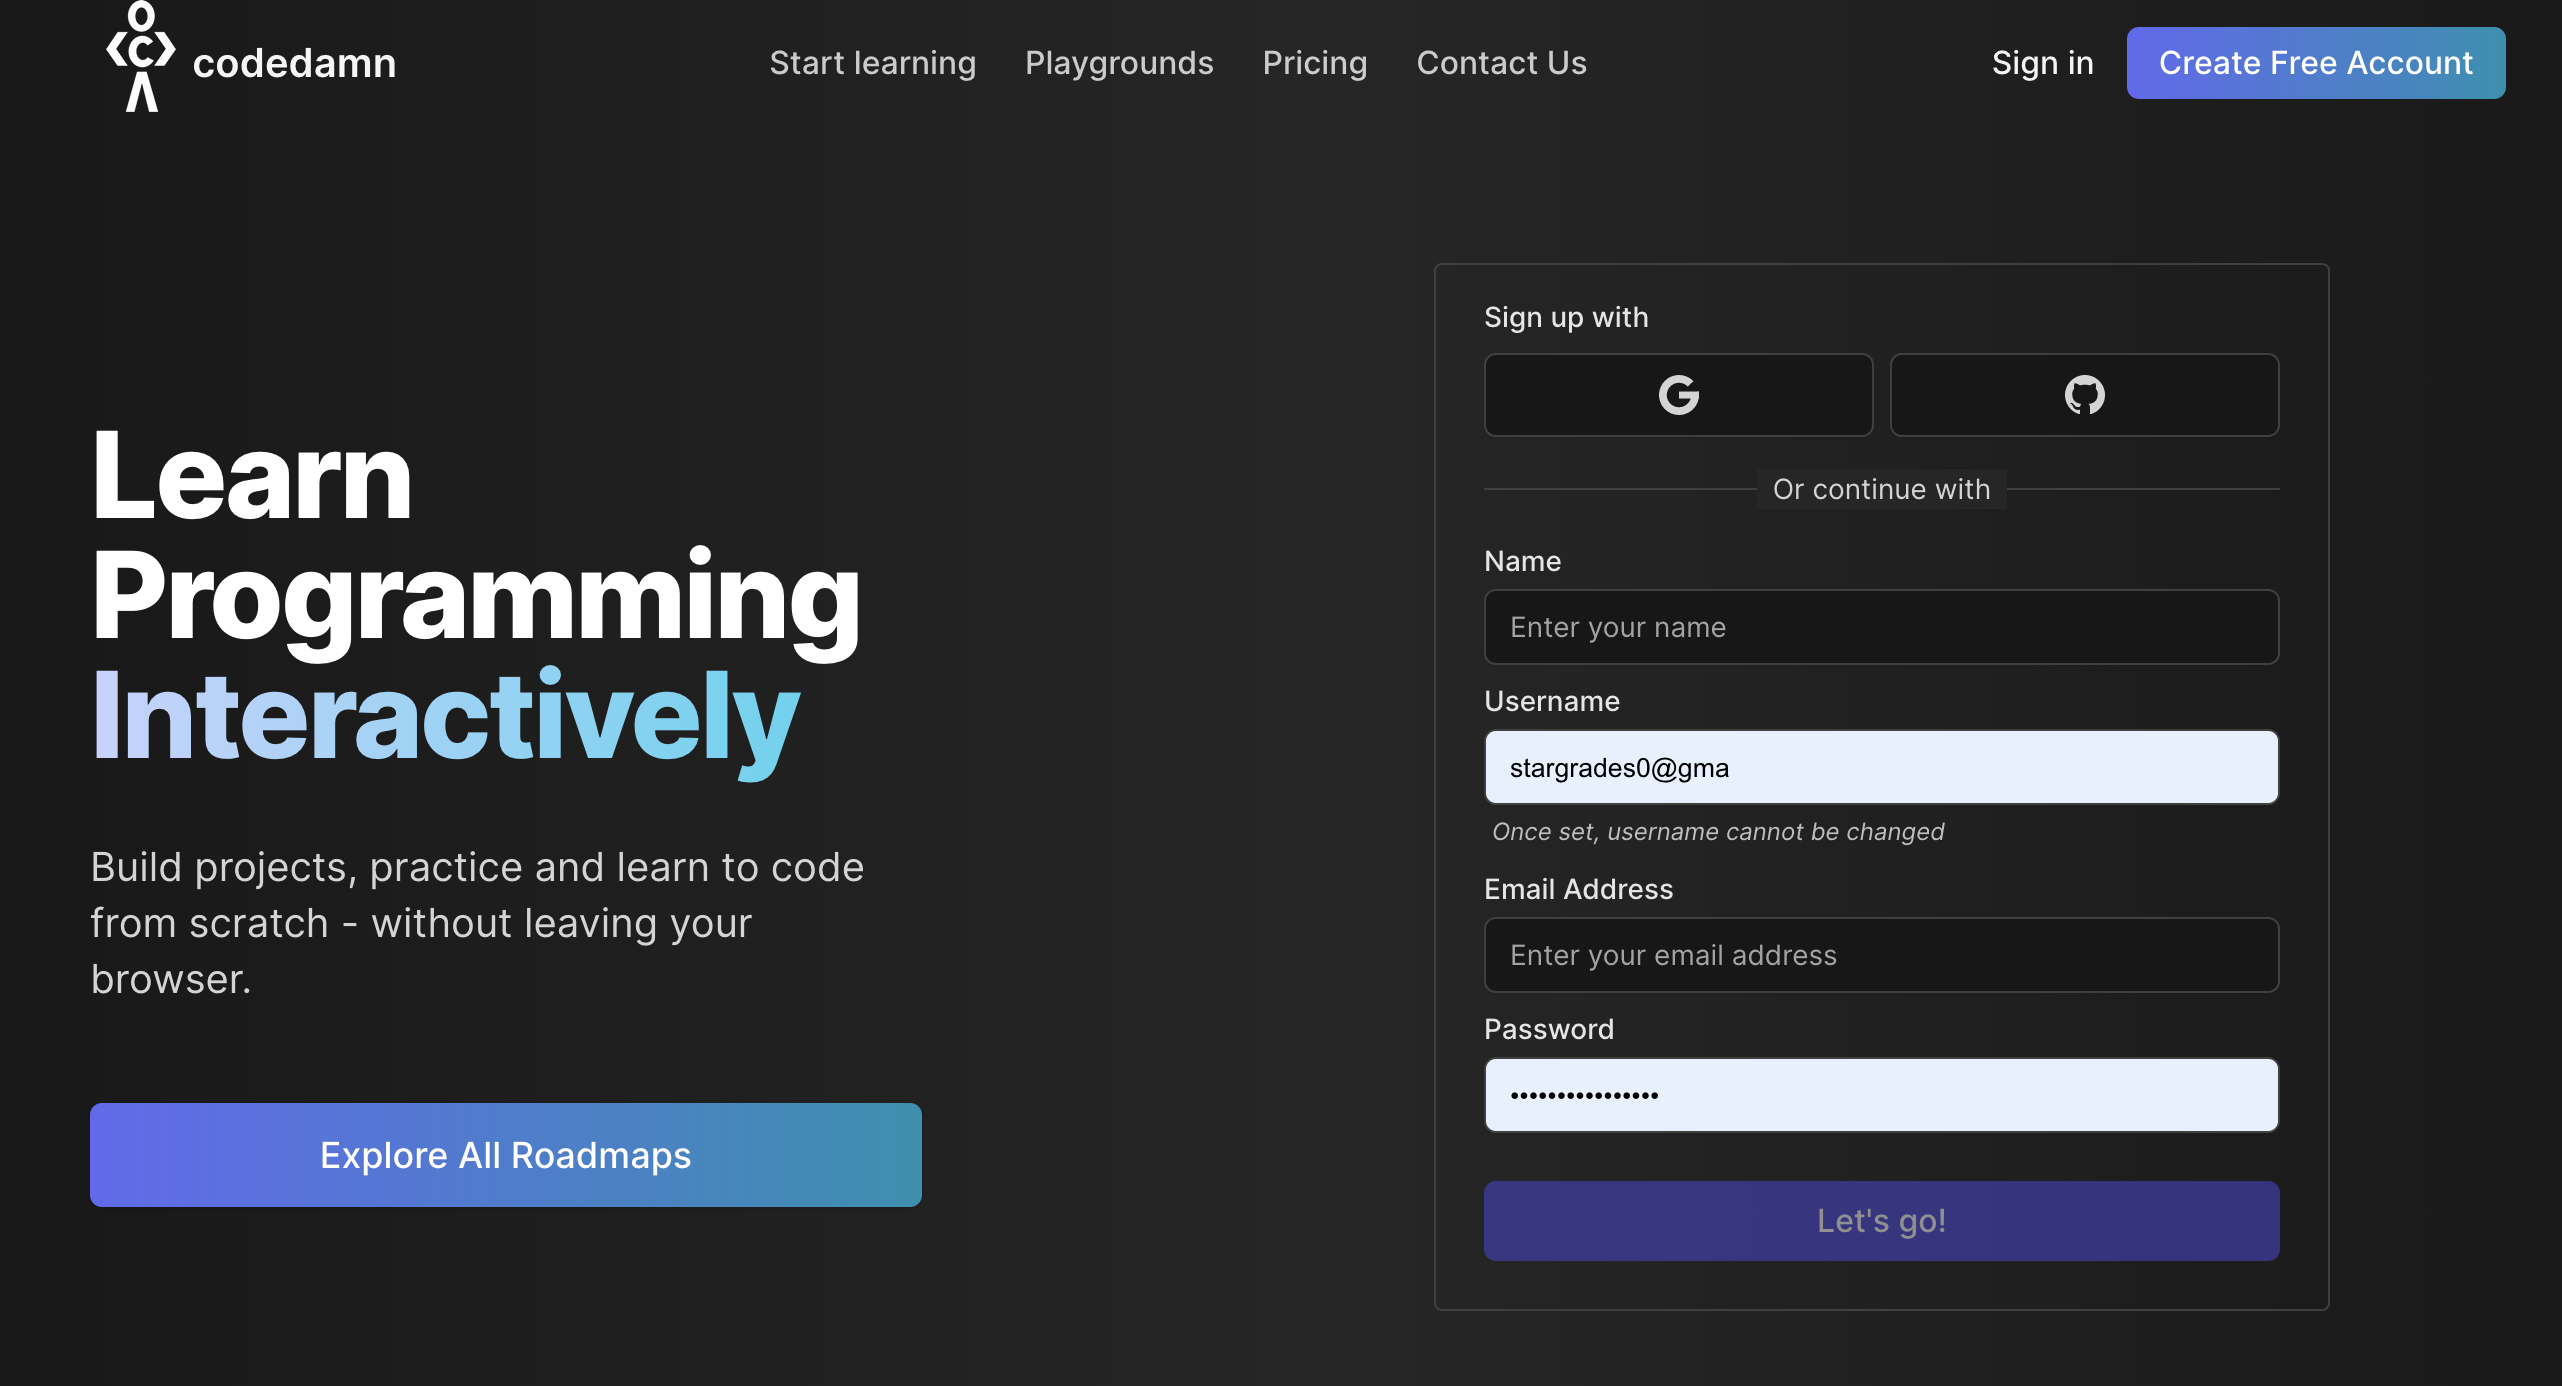 codedamn
Start learning
Playgrounds
Pricing
Contact Us
Sign in
Create Free Account
Learn
Programming
Interactively
Build projects, practice and learn to code
from scratch - without leaving your
browser.
Explore All Roadmaps
Sign up with
Or continue with
Name
Enter your name
Username
stargrades0@gma
Once set, username cannot be changed
Email Address
Enter your email address
Password
••••••••••••••••
Let's go!